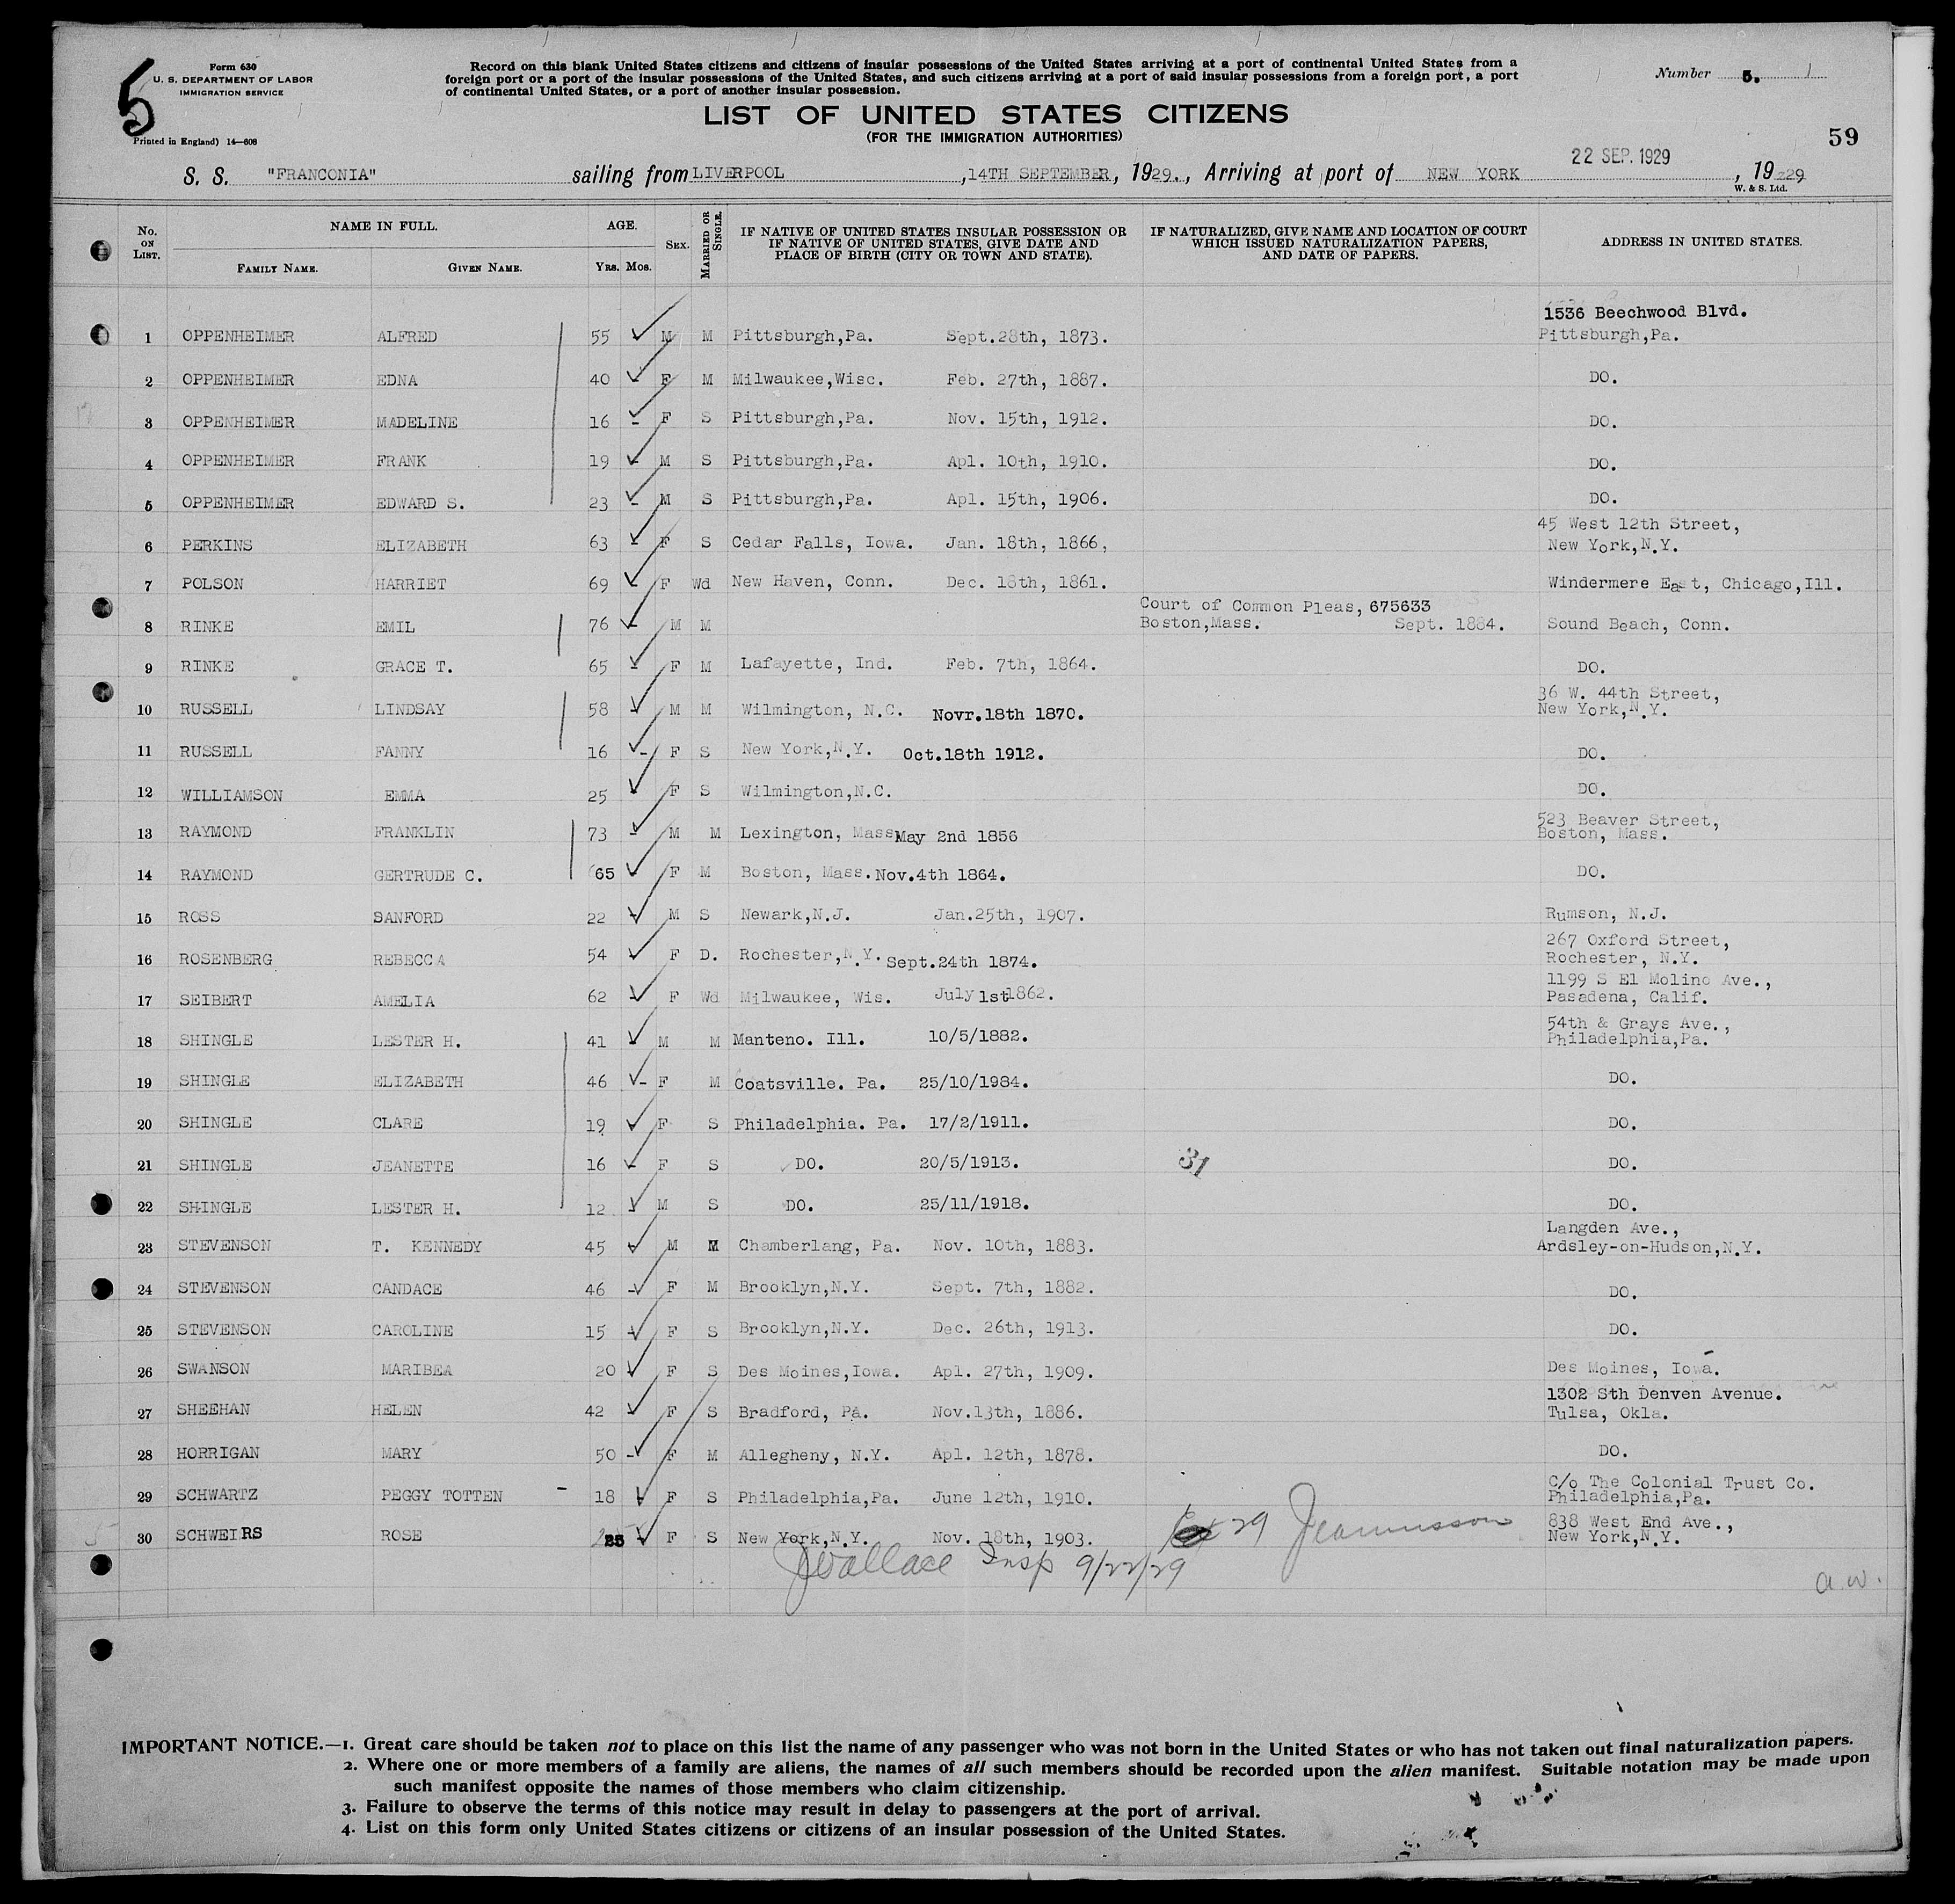 5
Form 630
U. S. DEPARTMENT OF LABOR
IMMIGRATION SERVICE
Printed in England) 14—608
Record on this blank United States citizens and citizens of insular possessions of the United States arriving at a port of continental United States from a
foreign port or a port of the insular possessions of the United States, and such citizens arriving at a port of said insular possessions from a foreign port, a port
of continental United States, or a port of another insular possession.
Number 5.
LIST OF UNITED STATES CITIZENS
(FOR THE IMMIGRATION AUTHORITIES)
59
22 SEP. 1929
S. S. "FRANCONIA" sailing from LIVERPOOL, 14TH SEPTEMBER, 1929., Arriving at port of NEW YORK, 1929
W. & S. Ltd.
No. ON LIST. NAME IN FULL. FAMILY NAME. GIVEN NAME. AGE. YRS. MOS. SEX. MARRIED OR SINGLE. IF NATIVE OF UNITED STATES INSULAR POSSESSION OR IF NATIVE OF UNITED STATES, GIVE DATE AND PLACE OF BIRTH (CITY OR TOWN AND STATE). IF NATURALIZED, GIVE NAME AND LOCATION OF COURT WHICH ISSUED NATURALIZATION PAPERS, AND DATE OF PAPERS. ADDRESS IN UNITED STATES.
1536 Beechwood Blvd.
1 OPPENHEIMER ALFRED 55 M M Pittsburgh,Pa. Sept.28th, 1873. Pittsburgh,Pa.
2 OPPENHEIMER EDNA 40 F M Milwaukee,Wisc. Feb. 27th, 1887. DO.
3 OPPENHEIMER MADELINE 16 - F S Pittsburgh,Pa. Nov. 15th, 1912. DO.
4 OPPENHEIMER FRANK 19 M S Pittsburgh,Pa. Apl. 10th, 1910. DO.
5 OPPENHEIMER EDWARD S. 23 - M S Pittsburgh,Pa. Apl. 15th, 1906. DO.
45 West 12th Street,
6 PERKINS ELIZABETH 63 - F S Cedar Falls, Iowa. Jan. 18th, 1866, New York,N.Y.
7 POLSON HARRIET 69 F Wd New Haven, Conn. Dec. 18th, 1861. Windermere East, Chicago,Ill.
Court of Common Pleas, 675633
8 RINKE EMIL 76 M M Boston,Mass. Sept. 1884. Sound Beach, Conn.
9 RINKE GRACE T. 65 - F M Lafayette, Ind. Feb. 7th, 1864. DO.
36 W. 44th Street,
10 RUSSELL LINDSAY 58 M M Wilmington, N.C. Novr.18th 1870. New York,N.Y.
11 RUSSELL FANNY 16 - F S New York,N.Y. Oct.18th 1912. DO.
12 WILLIAMSON EMMA 25 F S Wilmington,N.C. DO.
523 Beaver Street,
13 RAYMOND FRANKLIN 73 - M M Lexington, Mass May 2nd 1856 Boston, Mass.
14 RAYMOND GERTRUDE C. 65 F M Boston, Mass. Nov.4th 1864. DO.
15 ROSS SANFORD 22 M S Newark,N.J. Jan.25th, 1907. Rumson, N.J.
267 Oxford Street,
16 ROSENBERG REBECCA 54 F D. Rochester,N.Y. Sept.24th 1874. Rochester, N.Y.
1199 S El Molino Ave.,
17 SEIBERT AMELIA 62 F Wd Milwaukee, Wis. July 1st 1862. Pasadena, Calif.
54th & Grays Ave.,
18 SHINGLE LESTER H. 41 M M Manteno. Ill. 10/5/1882. Philadelphia,Pa.
19 SHINGLE ELIZABETH 46 - F M Coatsville. Pa. 25/10/1984. DO.
20 SHINGLE CLARE 19 F S Philadelphia. Pa. 17/2/1911. DO.
21 SHINGLE JEANETTE 16 F S DO. 20/5/1913. 31 DO.
22 SHINGLE LESTER H. 12 M S DO. 25/11/1918. DO.
Langden Ave.,
23 STEVENSON T. KENNEDY 45 M M Chamberlang, Pa. Nov. 10th, 1883. Ardsley-on-Hudson,N.Y.
24 STEVENSON CANDACE 46 F M Brooklyn,N.Y. Sept. 7th, 1882. DO.
25 STEVENSON CAROLINE 15 F S Brooklyn,N.Y. Dec. 26th, 1913. DO.
26 SWANSON MARIBEA 20 F S Des Moines,Iowa. Apl. 27th, 1909. Des Moines, Iowa.
1302 Sth Denven Avenue.
27 SHEEHAN HELEN 42 F S Bradford, Pa. Nov.13th, 1886. Tulsa, Okla.
28 HORRIGAN MARY 50 - F M Allegheny, N.Y. Apl. 12th, 1878. DO.
C/o The Colonial Trust Co.
29 SCHWARTZ PEGGY TOTTEN - 18 F S Philadelphia,Pa. June 12th, 1910. Philadelphia,Pa.
838 West End Ave.,
30 SCHWEIRS ROSE 25 F S New York,N.Y. Nov. 18th, 1903. 29 New York,N.Y.
JWallace Insp 9/22/29
a.w.
IMPORTANT NOTICE.—1. Great care should be taken not to place on this list the name of any passenger who was not born in the United States or who has not taken out final naturalization papers.
2. Where one or more members of a family are aliens, the names of all such members should be recorded upon the alien manifest. Suitable notation may be made upon
such manifest opposite the names of those members who claim citizenship.
3. Failure to observe the terms of this notice may result in delay to passengers at the port of arrival.
4. List on this form only United States citizens or citizens of an insular possession of the United States.